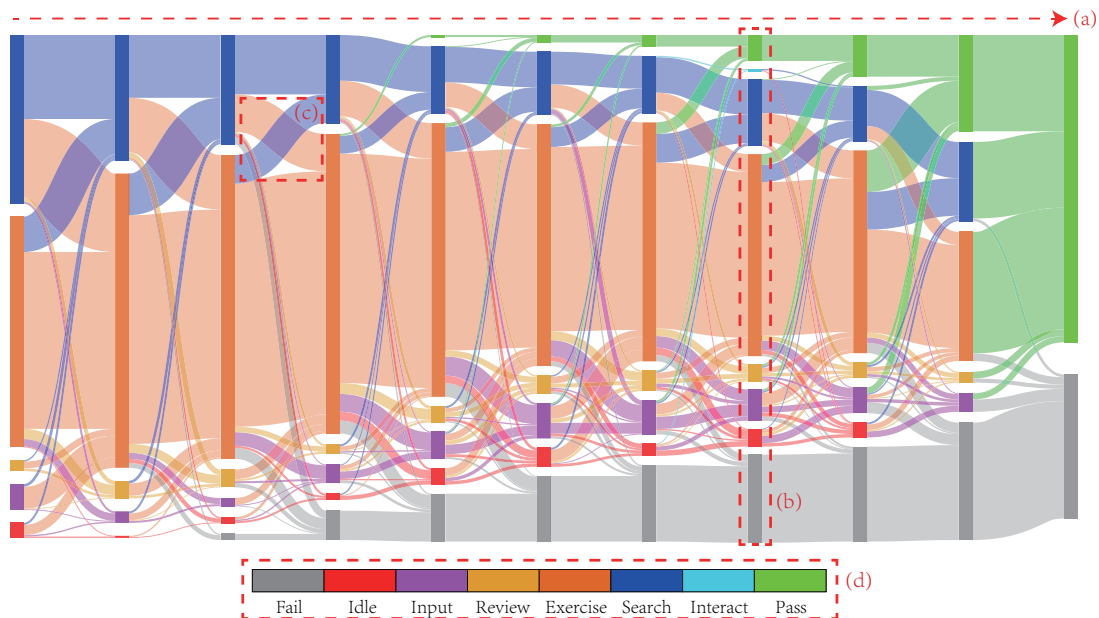 (a)
(c)
(b)
(d)
Fail Idle Input Review Exercise Search Interact Pass